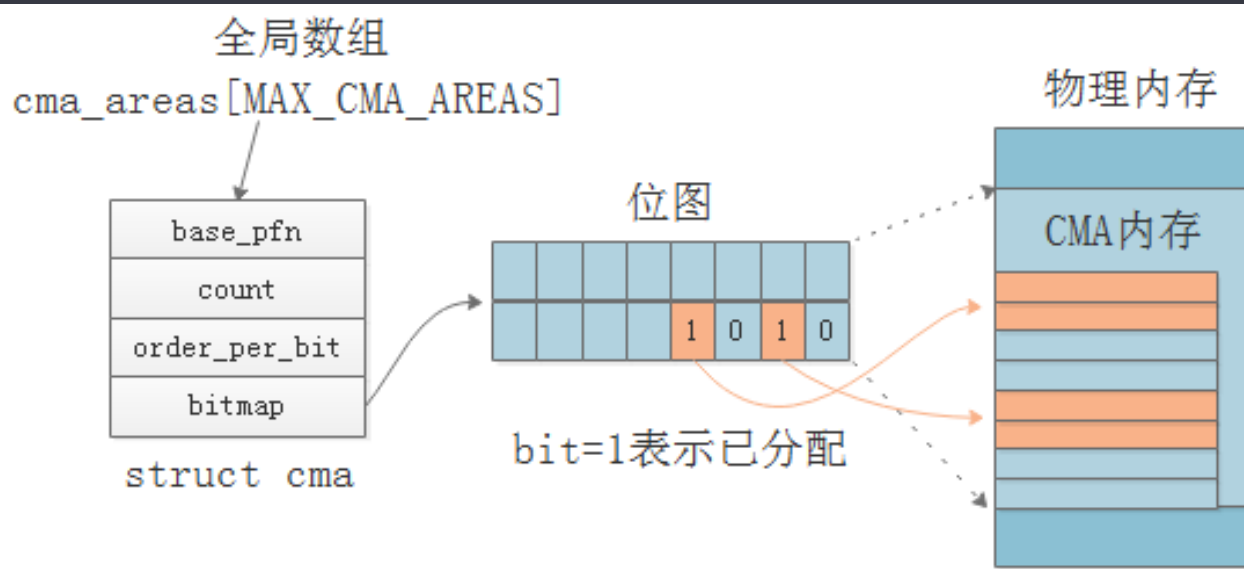 全局数组
cma_areas[MAX_CMA_AREAS]
base_pfn
count
order_per_bit
bitmap
struct cma
位图
1 0 1 0
bit=1表示已分配
物理内存
CMA内存